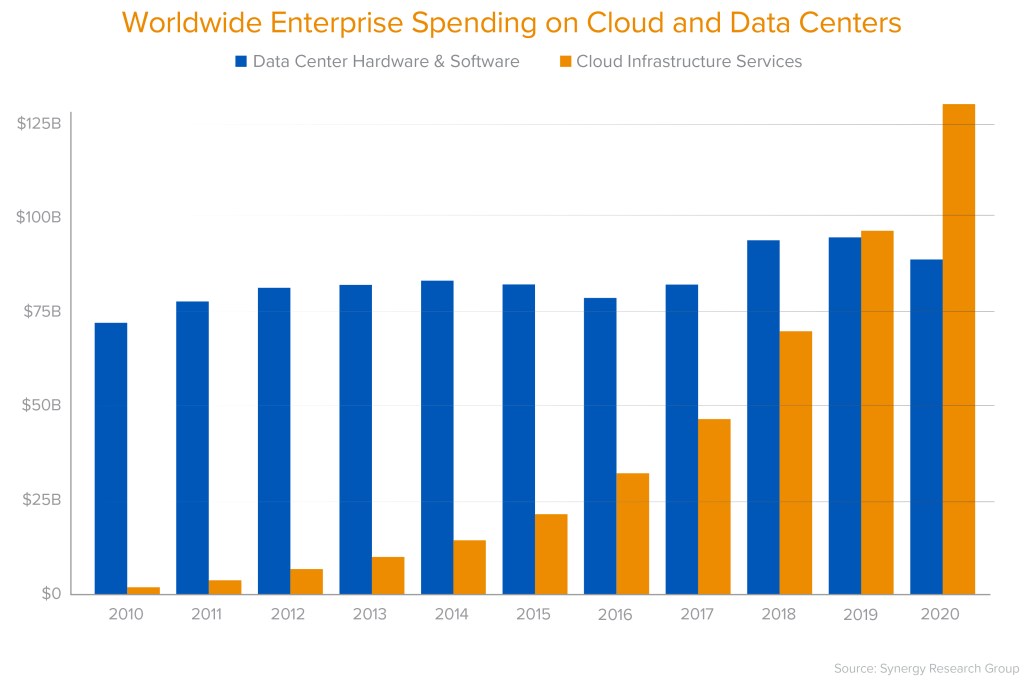 Worldwide Enterprise Spending on Cloud and Data Centers
Data Center Hardware & Software Cloud Infrastructure Services
$125B
$100B
$75B
$50B
$25B
$0
2010 2011 2012 2013 2014 2015 2016 2017 2018 2019 2020
Source: Synergy Research Group